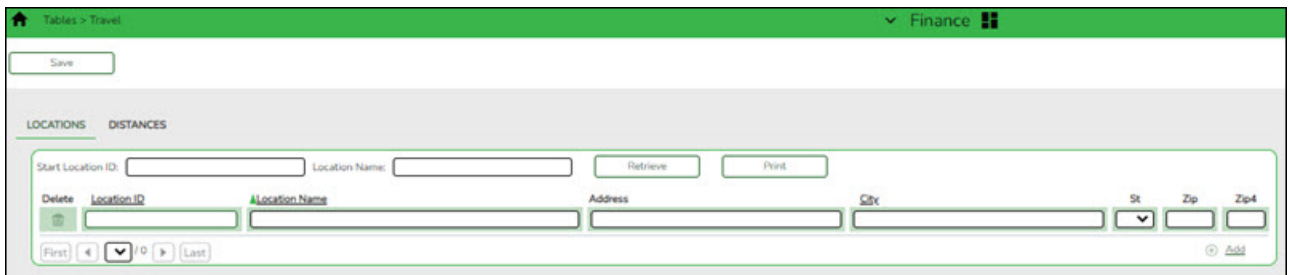 Tables > Travel Finance
Save
LOCATIONS DISTANCES
Start Location ID: Location Name: Retrieve Print
Delete Location ID Location Name Address City St Zip Zip4
First / 0 Last Add